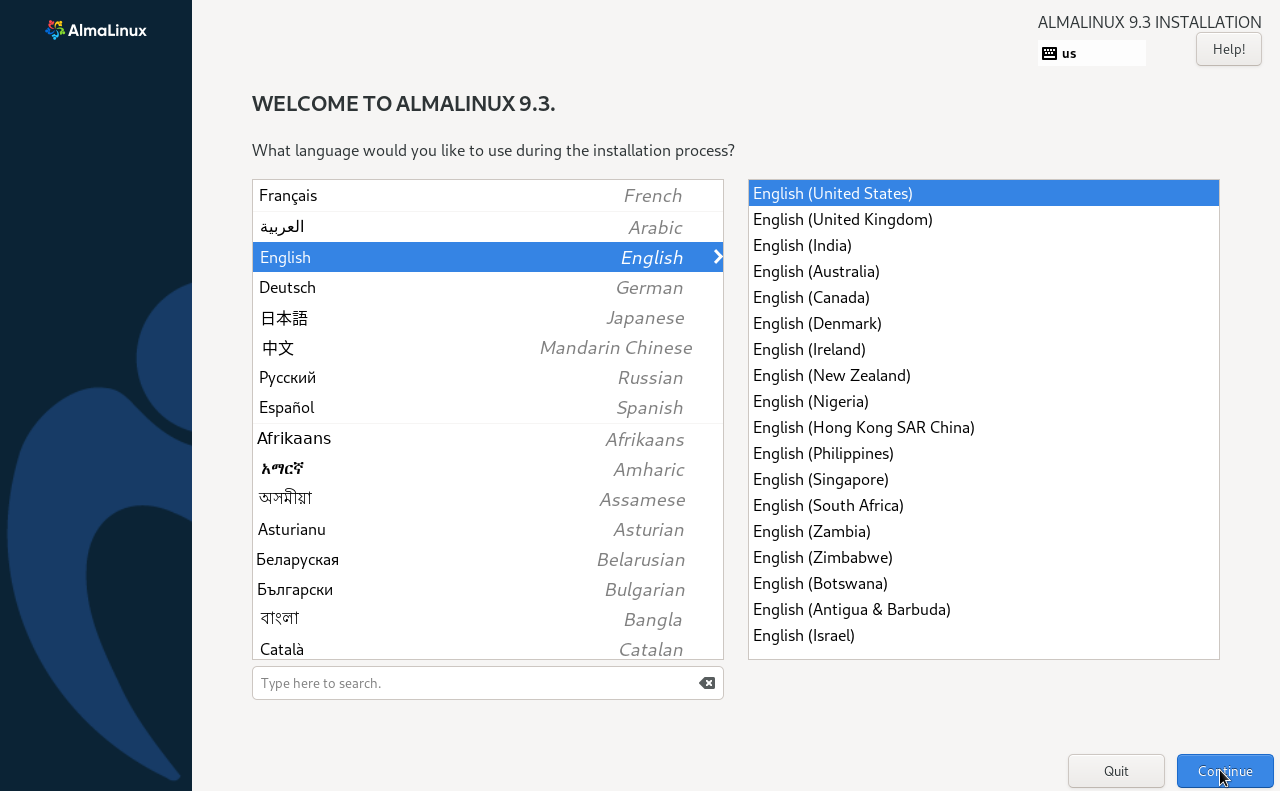 AlmaLinux
ALMALINUX 9.3 INSTALLATION
us
Help!
WELCOME TO ALMALINUX 9.3.
What language would you like to use during the installation process?
Français French
العربية Arabic
English English
Deutsch German
日本語 Japanese
中文 Mandarin Chinese
Русский Russian
Español Spanish
Afrikaans Afrikaans
አማርኛ Amharic
অসমীয়া Assamese
Asturianu Asturian
Беларуская Belarusian
Български Bulgarian
বাংলা Bangla
Català Catalan
Type here to search.
English (United States)
English (United Kingdom)
English (India)
English (Australia)
English (Canada)
English (Denmark)
English (Ireland)
English (New Zealand)
English (Nigeria)
English (Hong Kong SAR China)
English (Philippines)
English (Singapore)
English (South Africa)
English (Zambia)
English (Zimbabwe)
English (Botswana)
English (Antigua & Barbuda)
English (Israel)
Quit
Continue